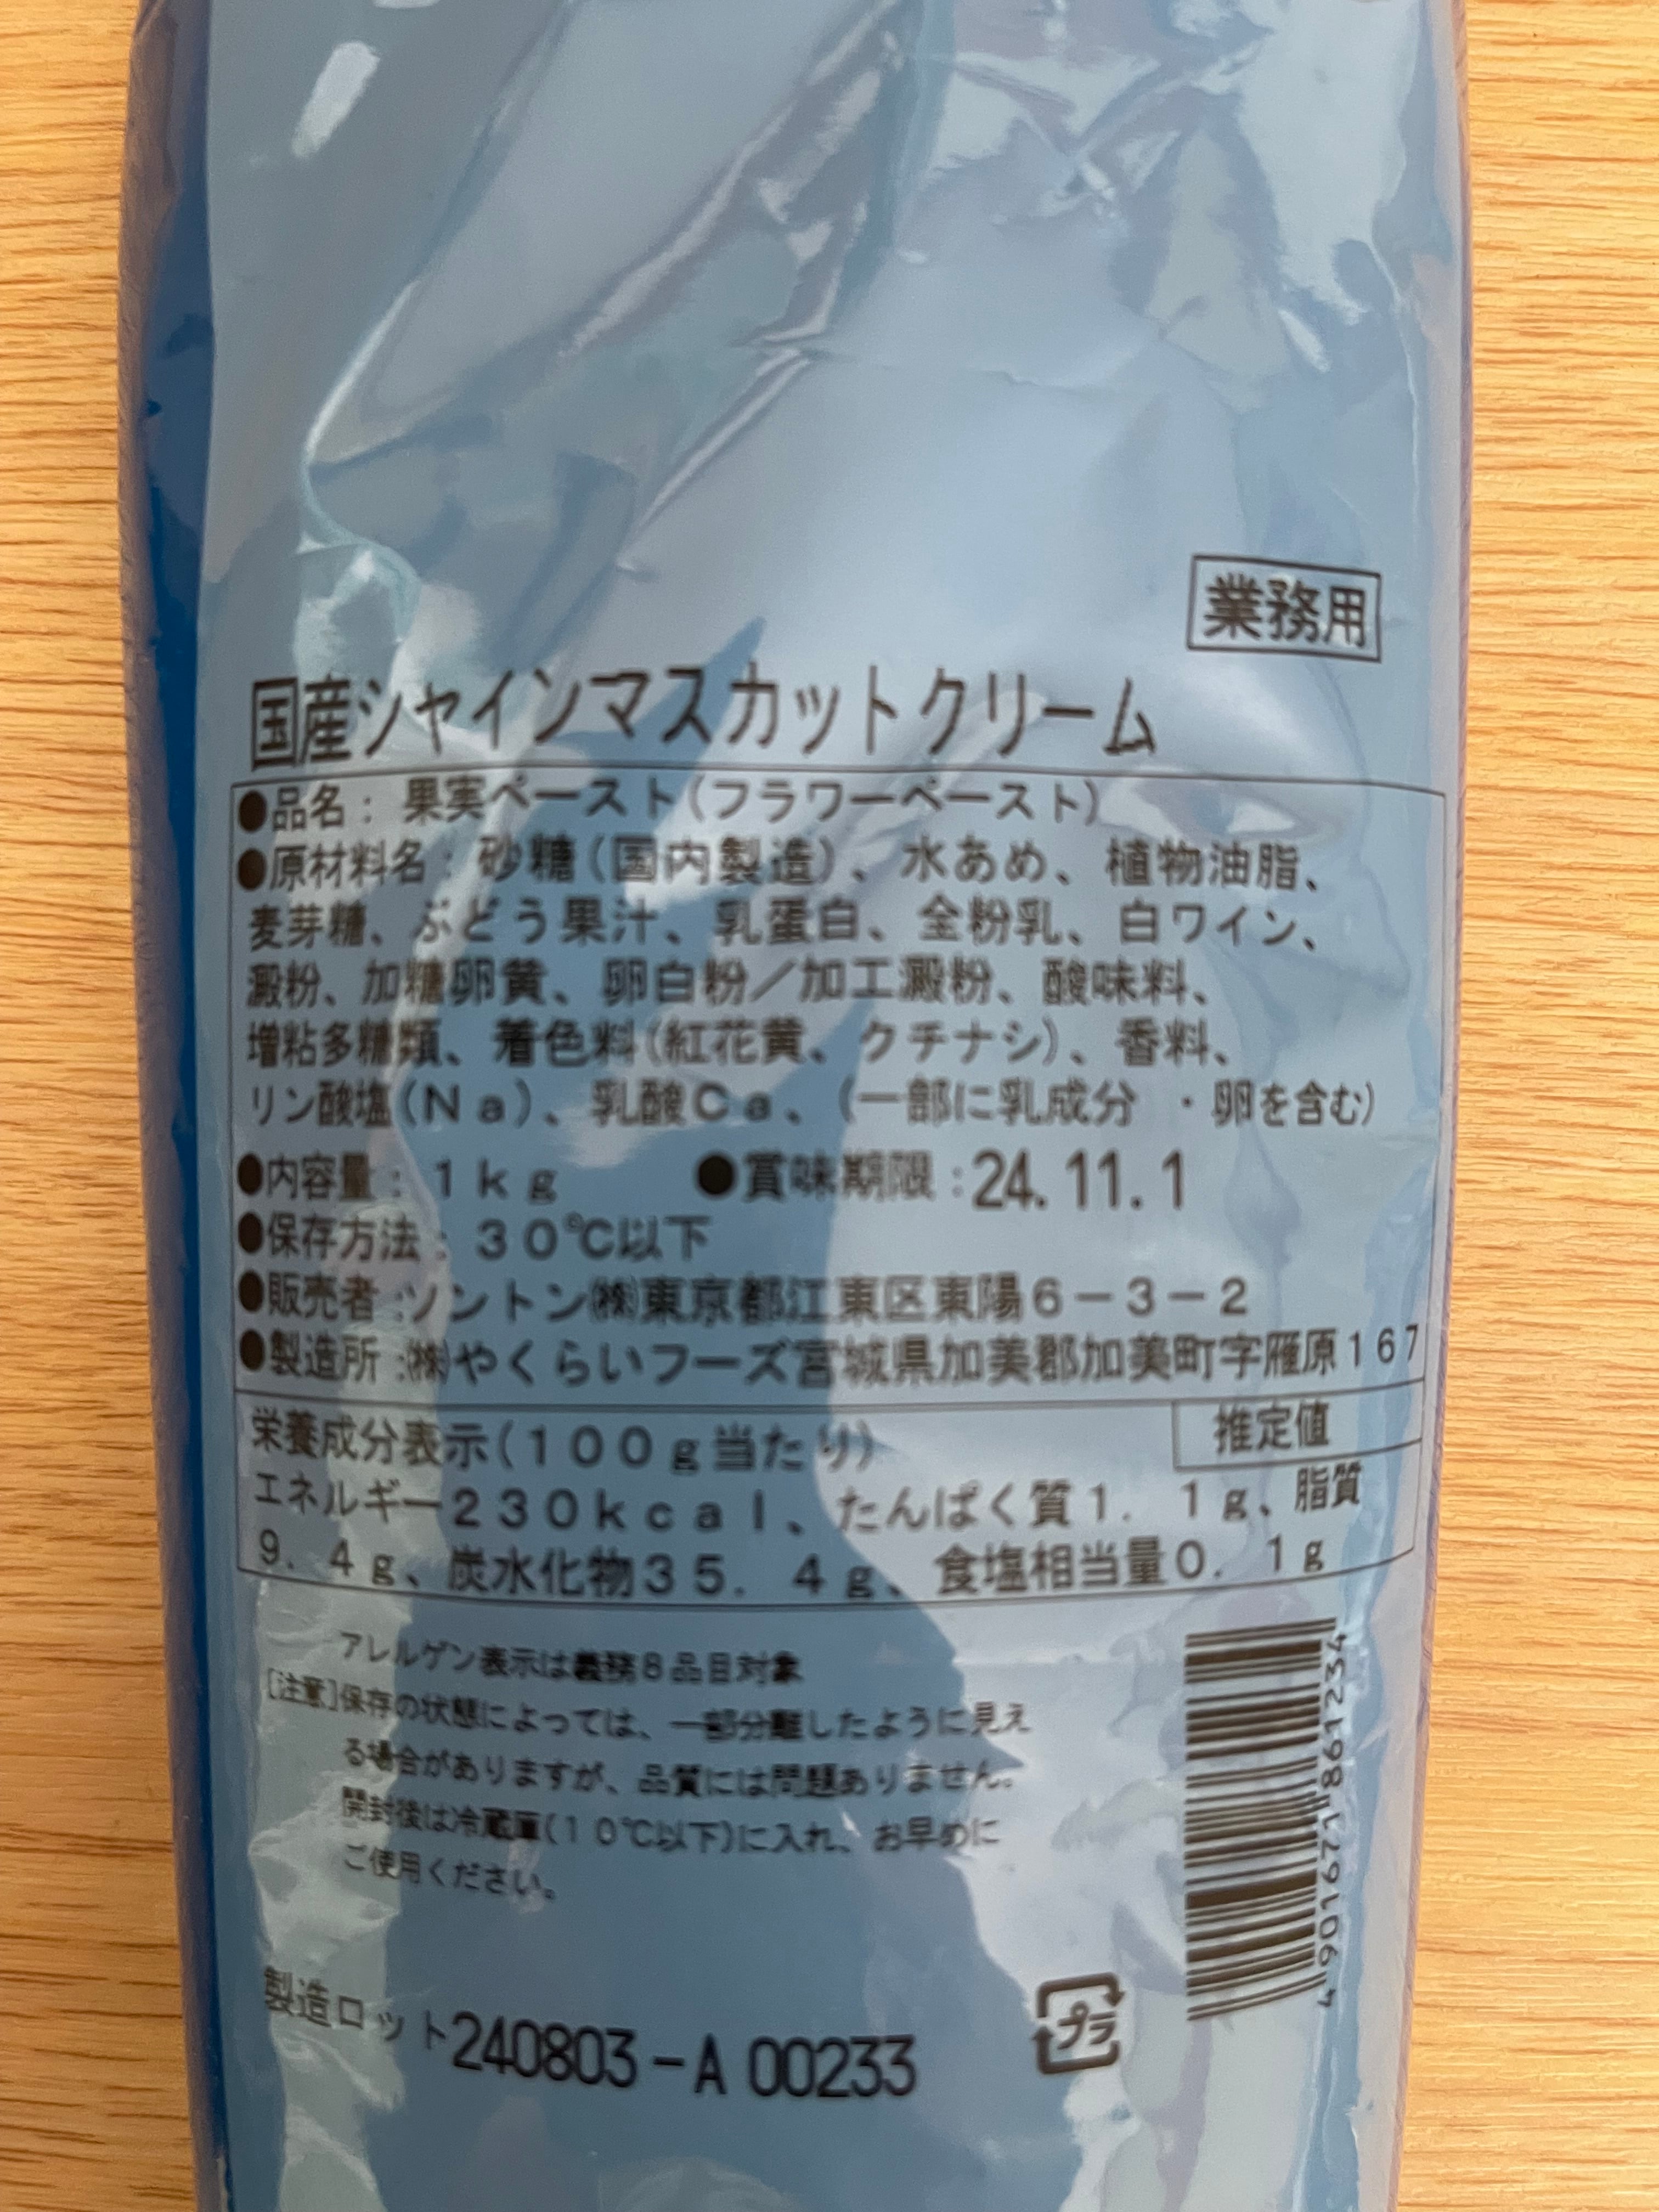 業務用
国産シャインマスカットクリーム
●品名：果実ペースト（フラワーペースト）
●原材料名：砂糖（国内製造）、水あめ、植物油脂、
麦芽糖、ぶどう果汁、乳蛋白、全粉乳、白ワイン、
澱粉、加糖卵黄、卵白粉／加工澱粉、酸味料、
増粘多糖類、着色料（紅花黄、クチナシ）、香料、
リン酸塩（Ｎａ）、乳酸Ｃａ、（一部に乳成分・卵を含む）
●内容量：１ｋｇ ●賞味期限：24.11.1
●保存方法：３０℃以下
●販売者：ソントン㈱東京都江東区東陽６－３－２
●製造所：㈱やくらいフーズ宮城県加美郡加美町字雁原１６７
栄養成分表示（１００ｇ当たり） 推定値
エネルギー２３０ｋｃａｌ、たんぱく質１．１ｇ、脂質
９．４ｇ、炭水化物３５．４ｇ、食塩相当量０．１ｇ
アレルゲン表示は義務８品目対象
［注意］保存の状態によっては、一部分離したように見え
る場合がありますが、品質には問題ありません。
開封後は冷蔵庫（１０℃以下）に入れ、お早めに
ご使用ください。
4901671861234
製造ロット240803－A 00233
プラ